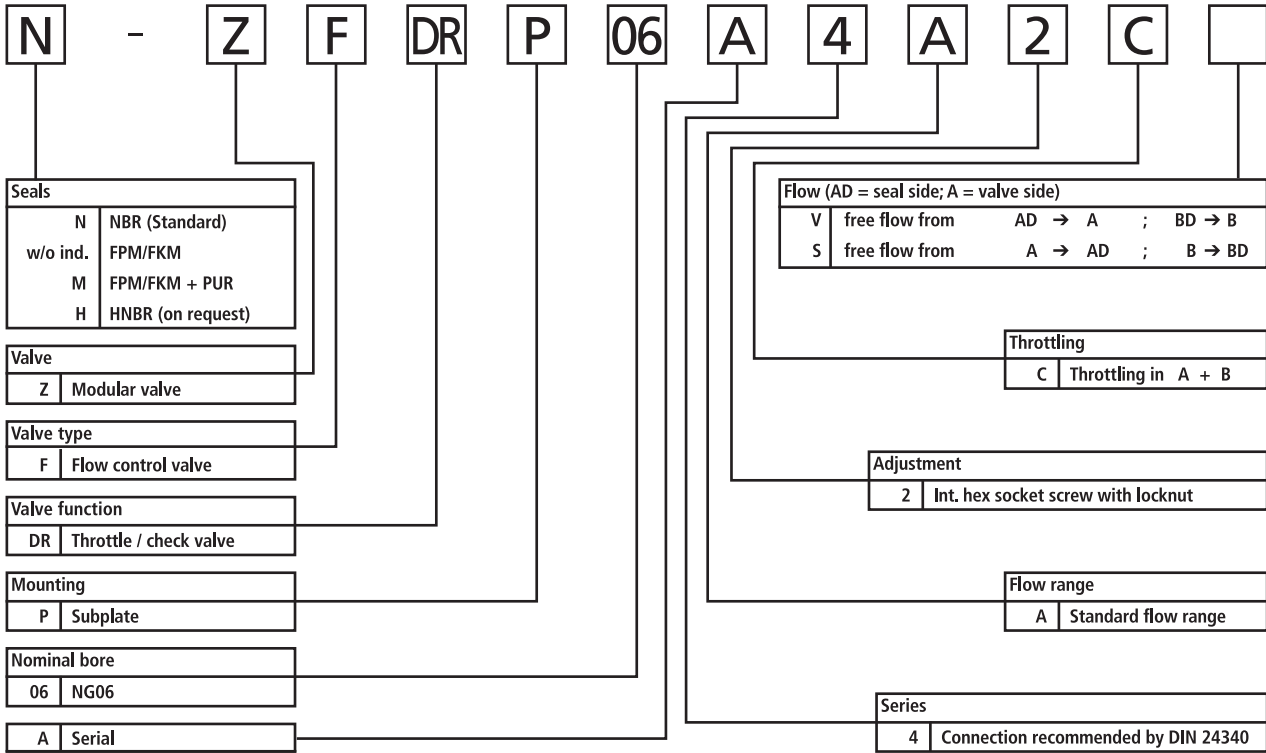 N - Z F DR P 06 A 4 A 2 C
Seals
N NBR (Standard)
w/o ind. FPM/FKM
M FPM/FKM + PUR
H HNBR (on request)
Valve
Z Modular valve
Valve type
F Flow control valve
Valve function
DR Throttle / check valve
Mounting
P Subplate
Nominal bore
06 NG06
A Serial
Flow (AD = seal side; A = valve side)
V free flow from AD → A ; BD → B
S free flow from A → AD ; B → BD
Throttling
C Throttling in A + B
Adjustment
2 Int. hex socket screw with locknut
Flow range
A Standard flow range
Series
4 Connection recommended by DIN 24340